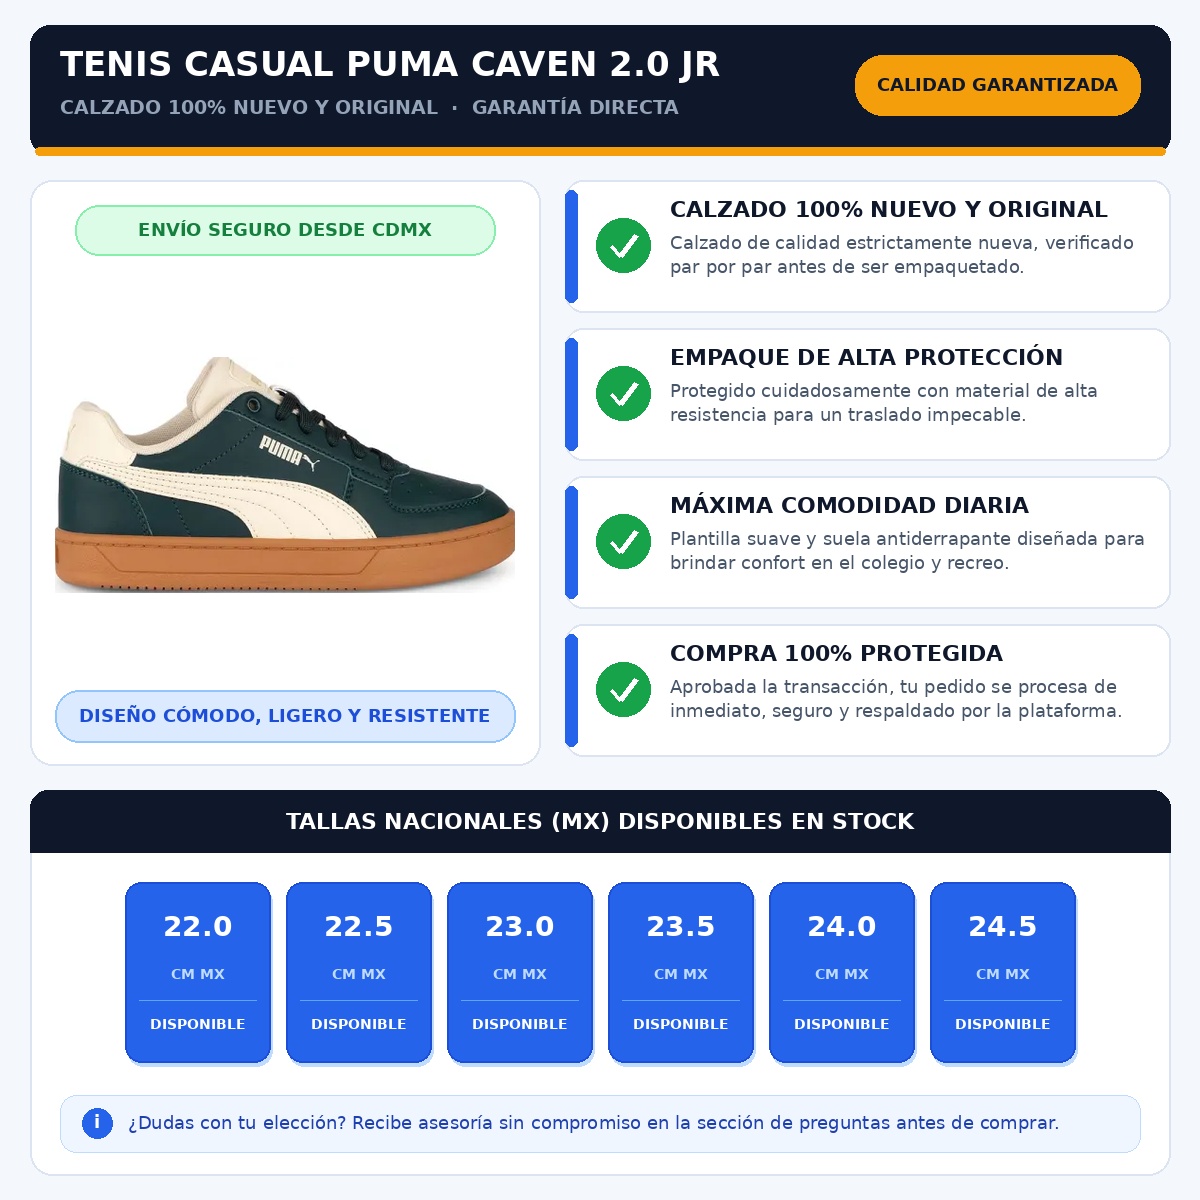 TENIS CASUAL PUMA CAVEN 2.0 JR
CALZADO 100% NUEVO Y ORIGINAL · GARANTÍA DIRECTA
CALIDAD GARANTIZADA
ENVÍO SEGURO DESDE CDMX
PUMA
DISEÑO CÓMODO, LIGERO Y RESISTENTE
CALZADO 100% NUEVO Y ORIGINAL
Calzado de calidad estrictamente nueva, verificado
par por par antes de ser empaquetado.
EMPAQUE DE ALTA PROTECCIÓN
Protegido cuidadosamente con material de alta
resistencia para un traslado impecable.
MÁXIMA COMODIDAD DIARIA
Plantilla suave y suela antiderrapante diseñada para
brindar confort en el colegio y recreo.
COMPRA 100% PROTEGIDA
Aprobada la transacción, tu pedido se procesa de
inmediato, seguro y respaldado por la plataforma.
TALLAS NACIONALES (MX) DISPONIBLES EN STOCK
22.0
CM MX
DISPONIBLE
22.5
CM MX
DISPONIBLE
23.0
CM MX
DISPONIBLE
23.5
CM MX
DISPONIBLE
24.0
CM MX
DISPONIBLE
24.5
CM MX
DISPONIBLE
i
¿Dudas con tu elección? Recibe asesoría sin compromiso en la sección de preguntas antes de comprar.